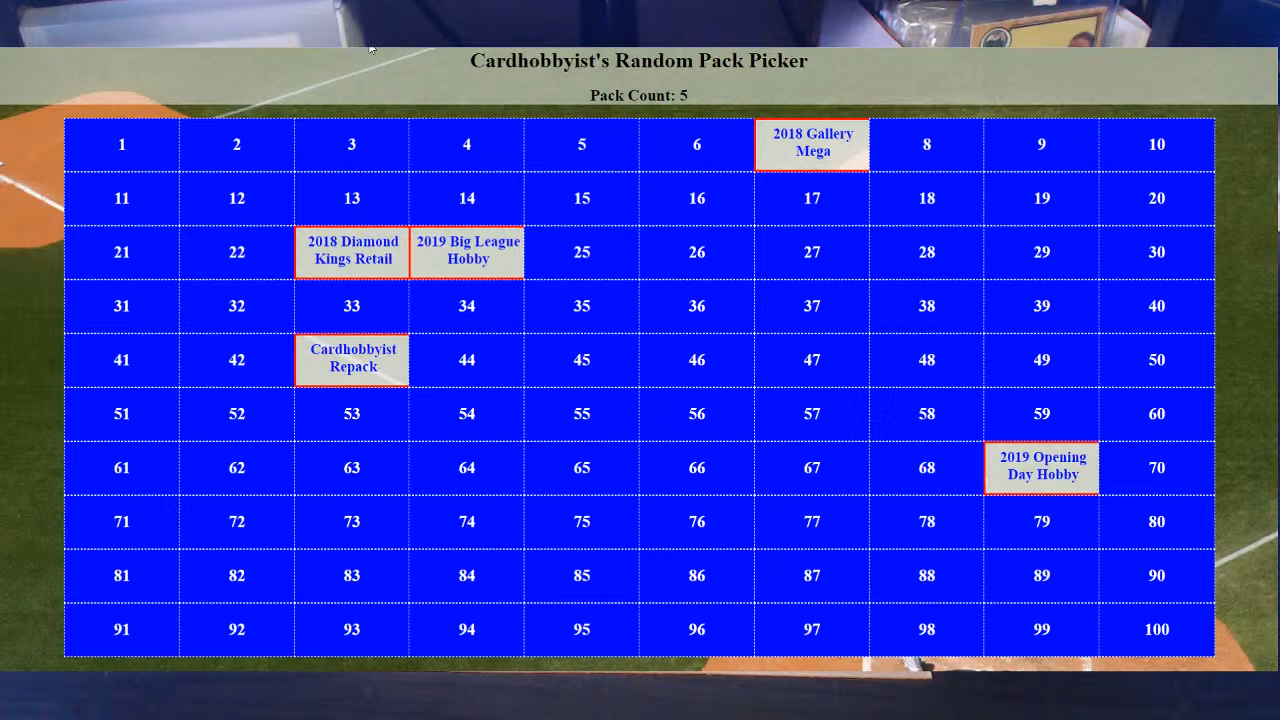 Cardhobbyist's Random Pack Picker
Pack Count: 5
1 2 3 4 5 6 2018 Gallery Mega 8 9 10
11 12 13 14 15 16 17 18 19 20
21 22 2018 Diamond Kings Retail 2019 Big League Hobby 25 26 27 28 29 30
31 32 33 34 35 36 37 38 39 40
41 42 Cardhobbyist Repack 44 45 46 47 48 49 50
51 52 53 54 55 56 57 58 59 60
61 62 63 64 65 66 67 68 2019 Opening Day Hobby 70
71 72 73 74 75 76 77 78 79 80
81 82 83 84 85 86 87 88 89 90
91 92 93 94 95 96 97 98 99 100